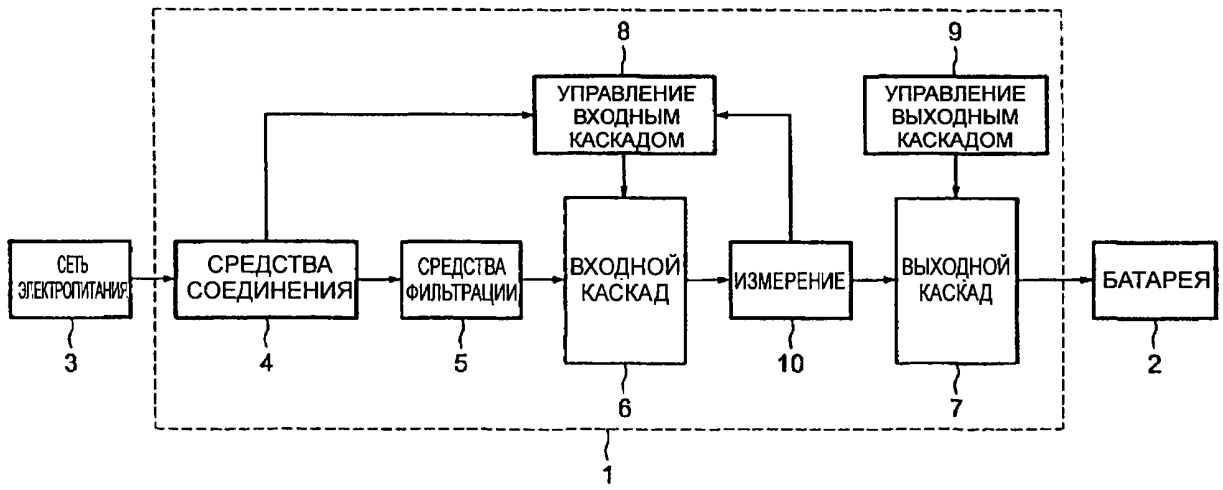 8
9
УПРАВЛЕНИЕ
ВХОДНЫМ
КАСКАДОМ
УПРАВЛЕНИЕ
ВЫХОДНЫМ
КАСКАДОМ
СЕТЬ
ЭЛЕКТРОПИТАНИЯ
СРЕДСТВА
СОЕДИНЕНИЯ
СРЕДСТВА
ФИЛЬТРАЦИИ
ВХОДНОЙ
КАСКАД
ИЗМЕРЕНИЕ
ВЫХОДНОЙ
КАСКАД
БАТАРЕЯ
3
4
5
6
10
7
2
1